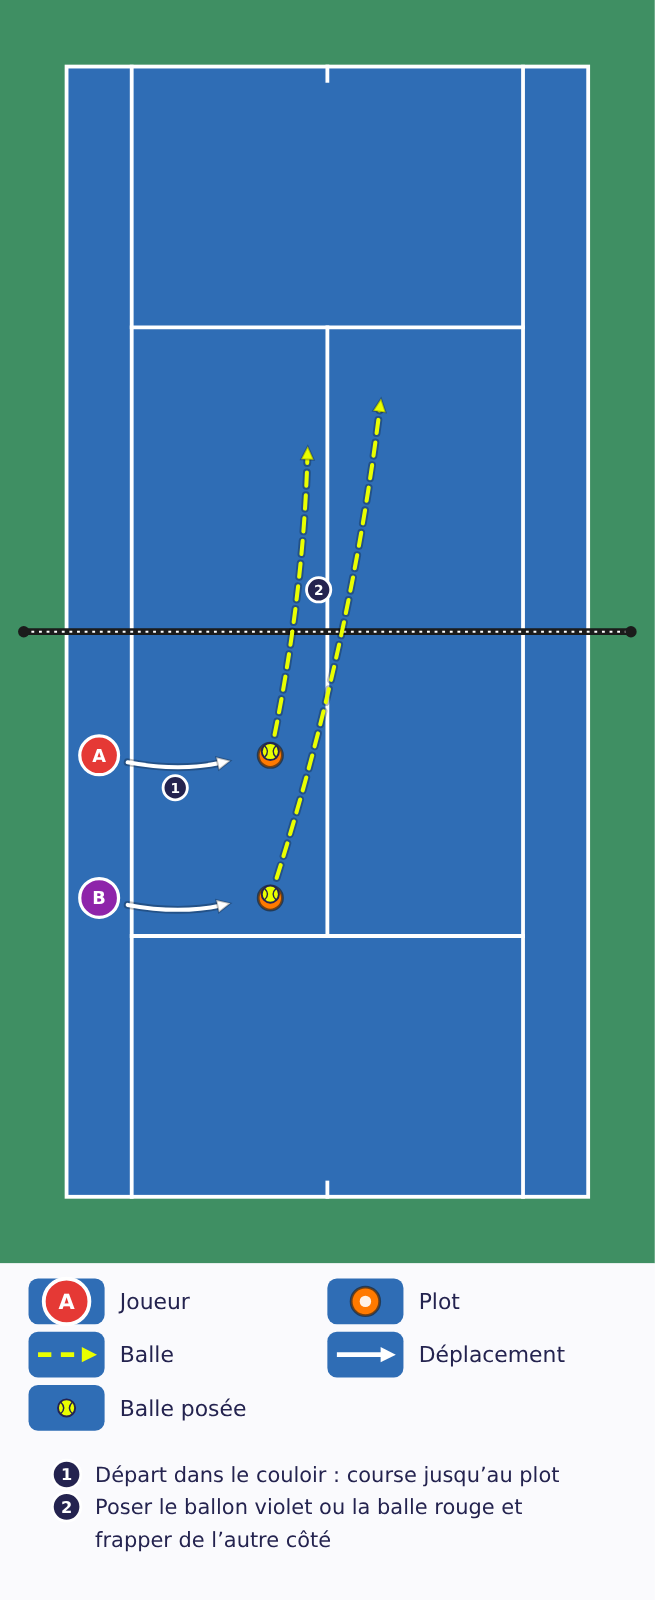 2
A
1
B
A Joueur
Plot
Balle
Déplacement
Balle posée
1 Départ dans le couloir : course jusqu’au plot
2 Poser le ballon violet ou la balle rouge et
frapper de l’autre côté